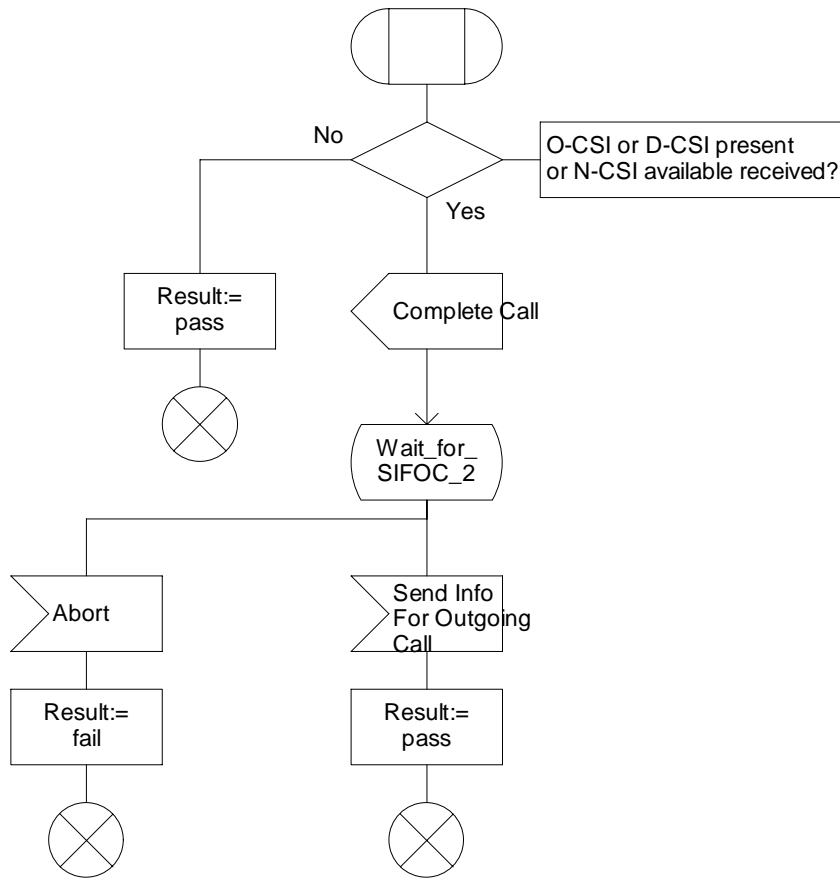 No
O-CSI or D-CSI present
or N-CSI available received?
Yes
Result:=
pass
Complete Call
Wait_for_
SIFOC_2
Abort
Send Info
For Outgoing
Call
Result:=
fail
Result:=
pass